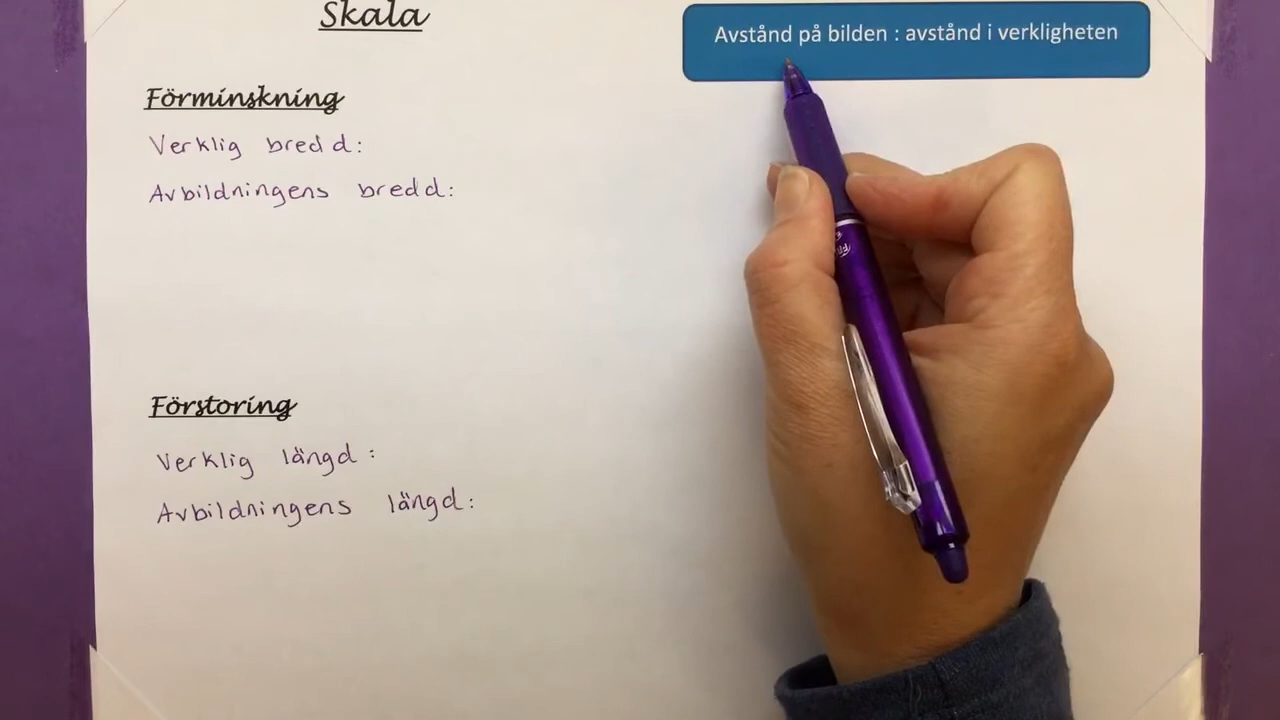 Skala
Avstånd på bilden : avstånd i verkligheten
Förminskning
Verklig bredd:
Avbildningens bredd:
Förstoring
Verklig längd :
Avbildningens längd: